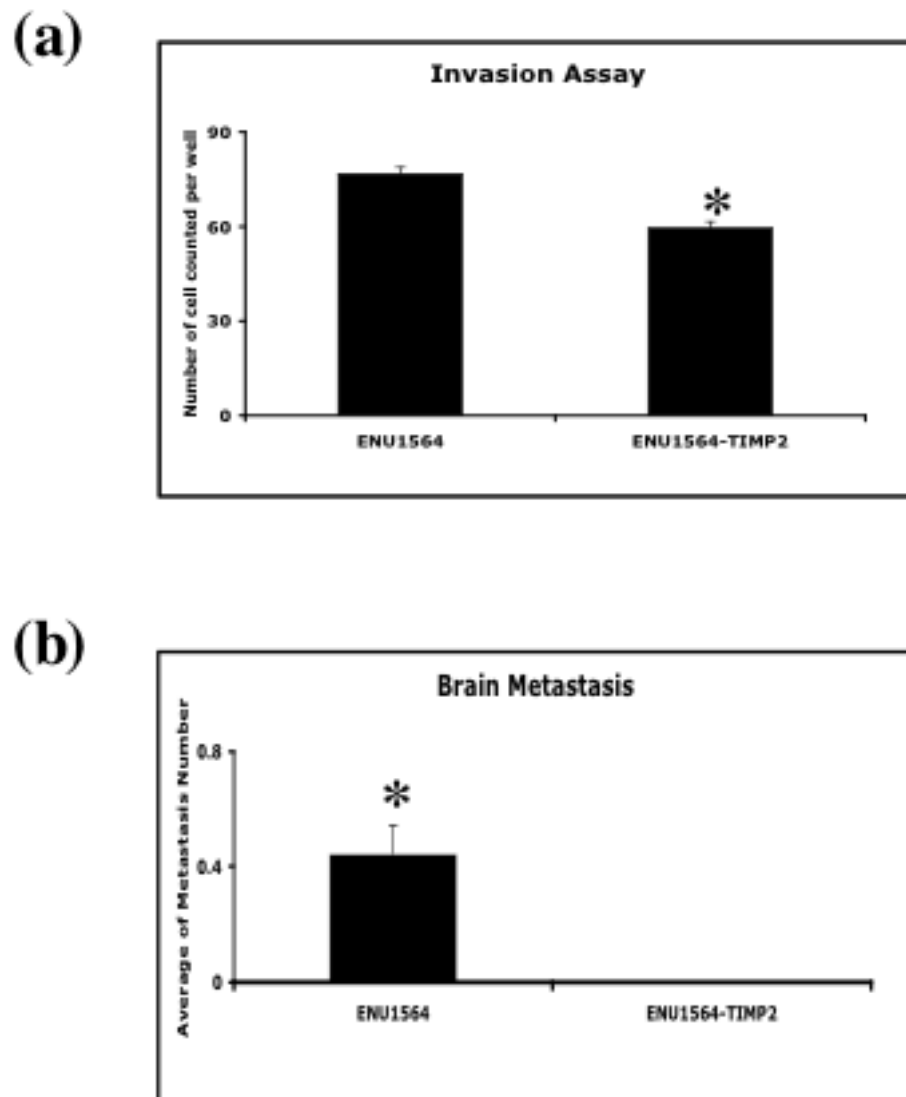 (a)
Invasion Assay
Number of cell counted per well
90
60
30
0
*
ENU1564
ENU1564-TIMP2
(b)
Brain Metastasis
Average of Metastasis Number
0.8
0.4
0
*
ENU1564
ENU1564-TIMP2